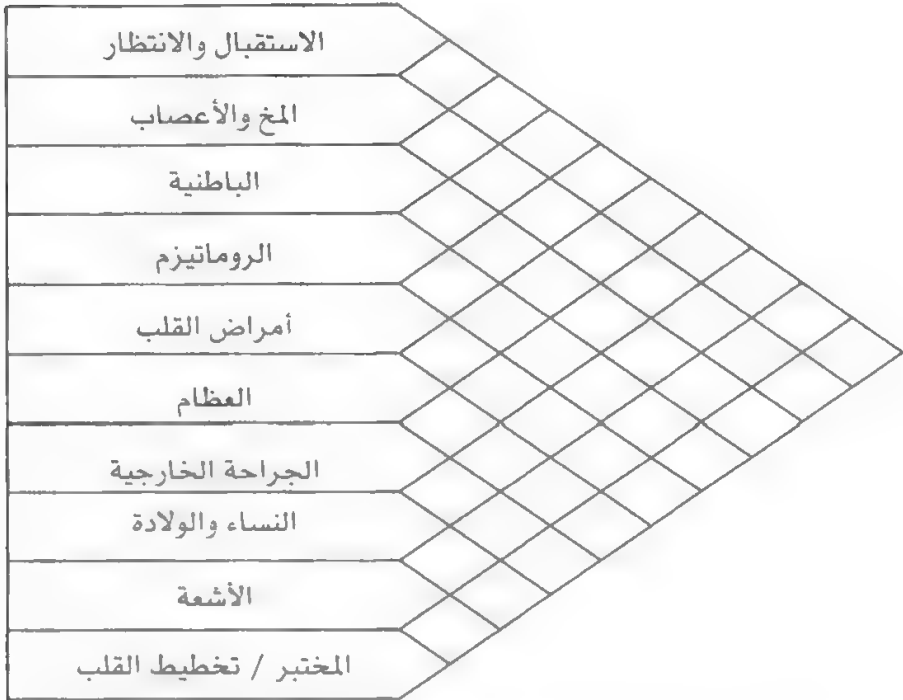 الاستقبال والانتظار
المخ والأعصاب
الباطنية
الروماتيزم
أمراض القلب
العظام
الجراحة الخارجية
النساء والولادة
الأشعة
المختبر / تخطيط القلب